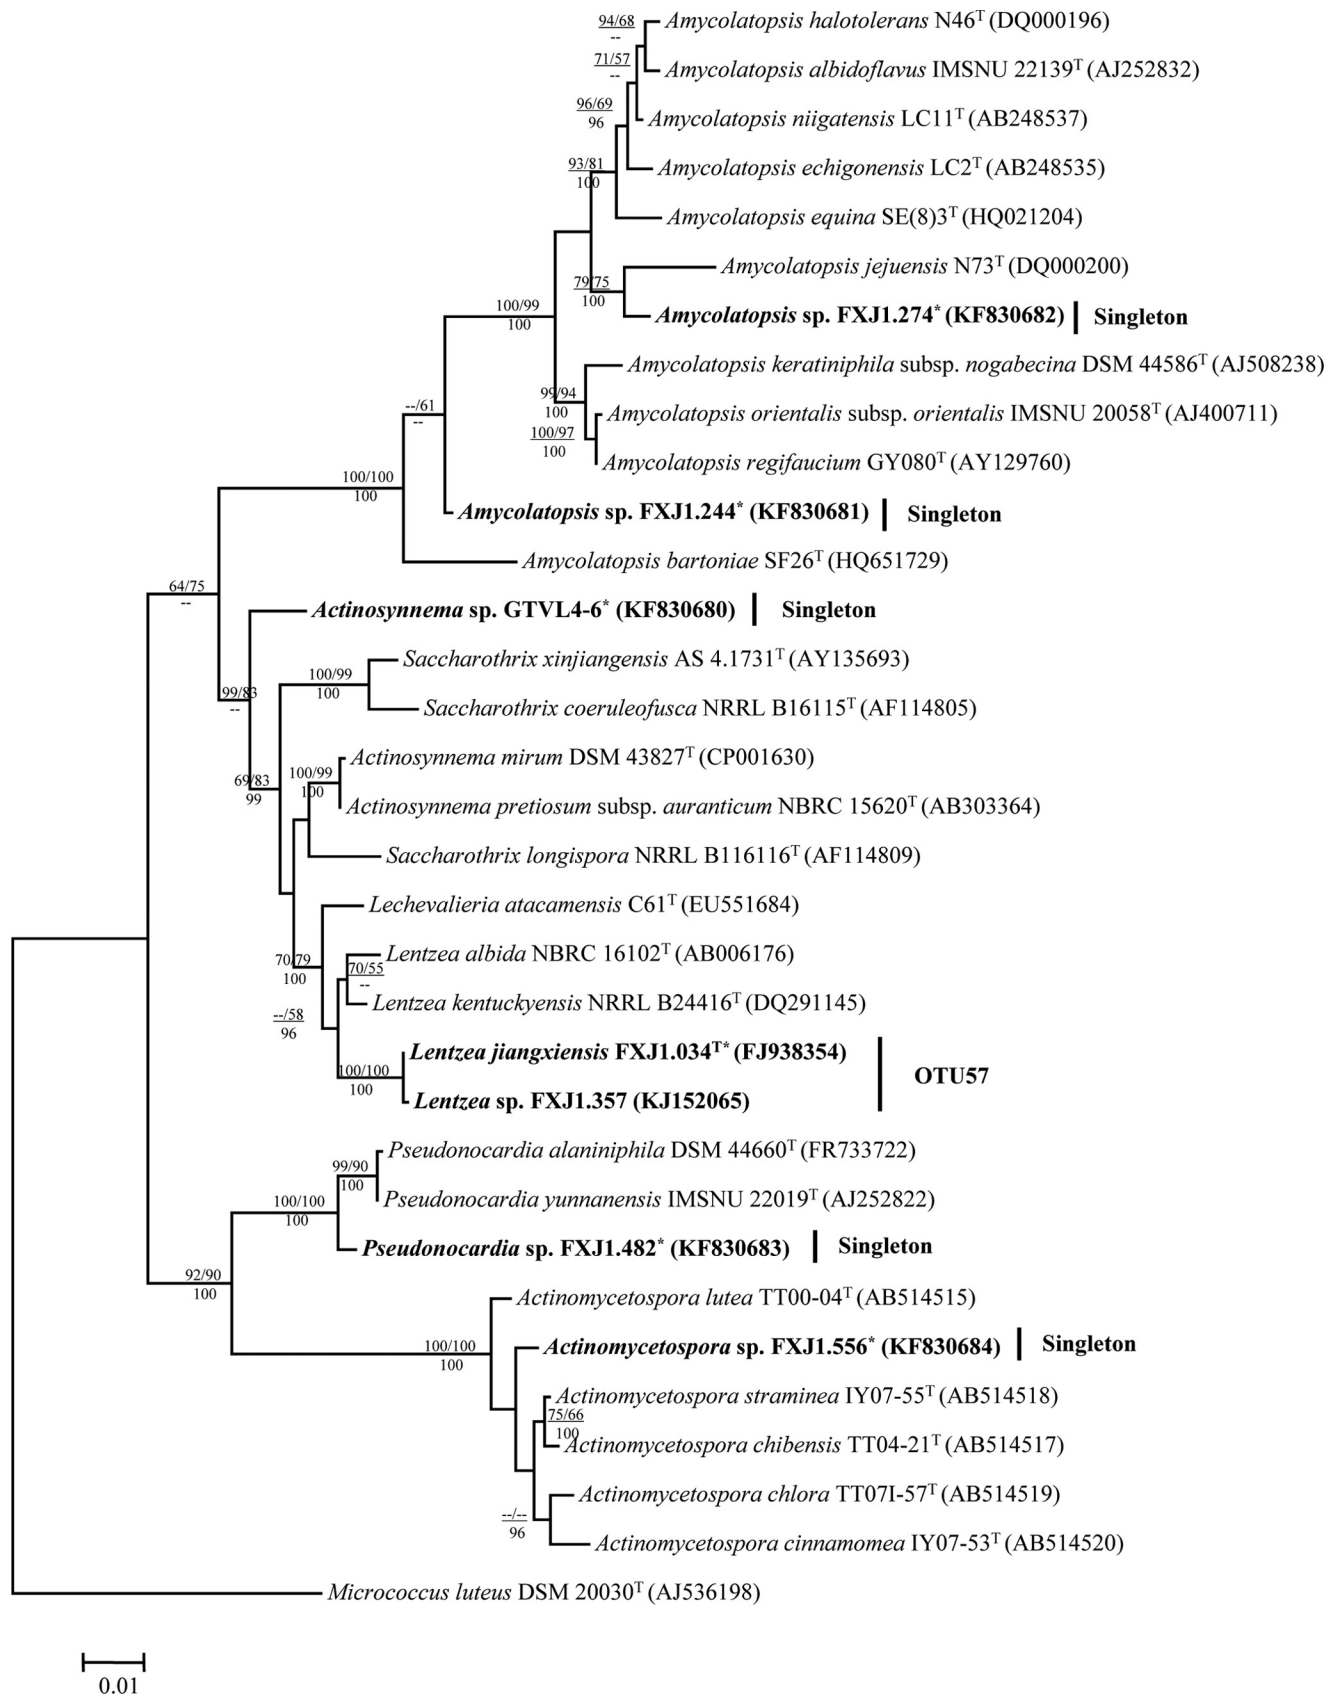 94/68
--
Amycolatopsis halotolerans N46ᵀ (DQ000196)
71/57
--
Amycolatopsis albidoflavus IMSNU 22139ᵀ (AJ252832)
96/69
96
Amycolatopsis niigatensis LC11ᵀ (AB248537)
93/81
100
Amycolatopsis echigonensis LC2ᵀ (AB248535)
Amycolatopsis equina SE(8)3ᵀ (HQ021204)
Amycolatopsis jejuensis N73ᵀ (DQ000200)
79/75
100
Amycolatopsis sp. FXJ1.274* (KF830682) Singleton
100/99
100
Amycolatopsis keratiniphila subsp. nogabecina DSM 44586ᵀ (AJ508238)
99/94
100
Amycolatopsis orientalis subsp. orientalis IMSNU 20058ᵀ (AJ400711)
--/61
--
100/97
100
Amycolatopsis regifaucium GY080ᵀ (AY129760)
100/100
100
Amycolatopsis sp. FXJ1.244* (KF830681) Singleton
Amycolatopsis bartoniae SF26ᵀ (HQ651729)
64/75
--
Actinosynnema sp. GTVL4-6* (KF830680) Singleton
Saccharothrix xinjiangensis AS 4.1731ᵀ (AY135693)
100/99
100
99/83
--
Saccharothrix coeruleofusca NRRL B16115ᵀ (AF114805)
Actinosynnema mirum DSM 43827ᵀ (CP001630)
69/83
99
100/99
100
Actinosynnema pretiosum subsp. auranticum NBRC 15620ᵀ (AB303364)
Saccharothrix longispora NRRL B116116ᵀ (AF114809)
Lechevalieria atacamensis C61ᵀ (EU551684)
Lentzea albida NBRC 16102ᵀ (AB006176)
70/79
100
70/55
--
Lentzea kentuckyensis NRRL B24416ᵀ (DQ291145)
--/58
96
Lentzea jiangxiensis FXJ1.034ᵀ* (FJ938354)
OTU57
100/100
100
Lentzea sp. FXJ1.357 (KJ152065)
Pseudonocardia alaniniphila DSM 44660ᵀ (FR733722)
99/90
100
Pseudonocardia yunnanensis IMSNU 22019ᵀ (AJ252822)
100/100
100
Pseudonocardia sp. FXJ1.482* (KF830683) Singleton
92/90
100
Actinomycetospora lutea TT00-04ᵀ (AB514515)
100/100
100
Actinomycetospora sp. FXJ1.556* (KF830684) Singleton
Actinomycetospora straminea IY07-55ᵀ (AB514518)
75/66
100
Actinomycetospora chibensis TT04-21ᵀ (AB514517)
Actinomycetospora chlora TT07I-57ᵀ (AB514519)
--/--
96
Actinomycetospora cinnamomea IY07-53ᵀ (AB514520)
Micrococcus luteus DSM 20030ᵀ (AJ536198)
0.01